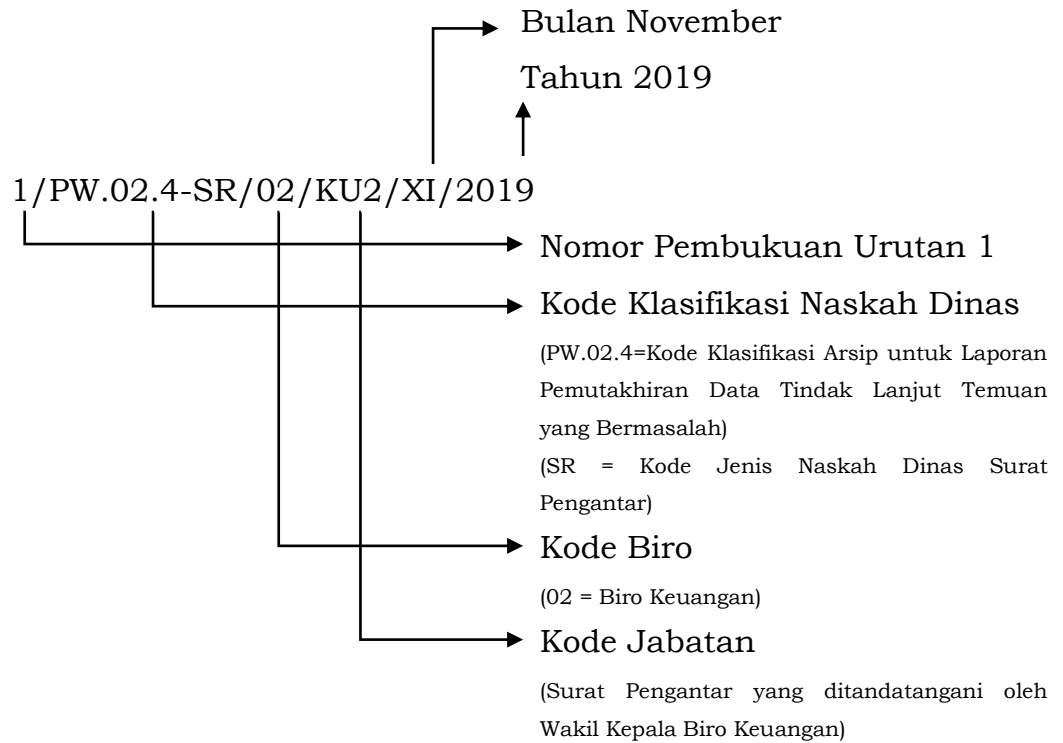 Bulan November
Tahun 2019
1/PW.02.4-SR/02/KU2/XI/2019
Nomor Pembukuan Urutan 1
Kode Klasifikasi Naskah Dinas
(PW.02.4=Kode Klasifikasi Arsip untuk Laporan
Pemutakhiran Data Tindak Lanjut Temuan
yang Bermasalah)
(SR = Kode Jenis Naskah Dinas Surat
Pengantar)
Kode Biro
(02 = Biro Keuangan)
Kode Jabatan
(Surat Pengantar yang ditandatangani oleh
Wakil Kepala Biro Keuangan)